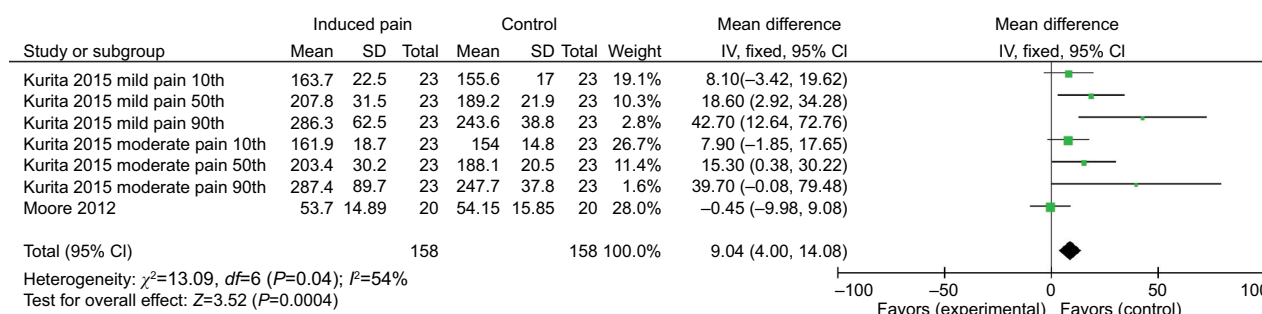 Induced pain Control Mean difference Mean difference
Study or subgroup Mean SD Total Mean SD Total Weight IV, fixed, 95% CI IV, fixed, 95% CI
Kurita 2015 mild pain 10th 163.7 22.5 23 155.6 17 23 19.1% 8.10(–3.42, 19.62)
Kurita 2015 mild pain 50th 207.8 31.5 23 189.2 21.9 23 10.3% 18.60 (2.92, 34.28)
Kurita 2015 mild pain 90th 286.3 62.5 23 243.6 38.8 23 2.8% 42.70 (12.64, 72.76)
Kurita 2015 moderate pain 10th 161.9 18.7 23 154 14.8 23 26.7% 7.90 (–1.85, 17.65)
Kurita 2015 moderate pain 50th 203.4 30.2 23 188.1 20.5 23 11.4% 15.30 (0.38, 30.22)
Kurita 2015 moderate pain 90th 287.4 89.7 23 247.7 37.8 23 1.6% 39.70 (–0.08, 79.48)
Moore 2012 53.7 14.89 20 54.15 15.85 20 28.0% –0.45 (–9.98, 9.08)
Total (95% CI) 158 158 100.0% 9.04 (4.00, 14.08)
Heterogeneity: χ²=13.09, df=6 (P=0.04); I²=54%
Test for overall effect: Z=3.52 (P=0.0004)
–100 –50 0 50 100
Favors (experimental) Favors (control)